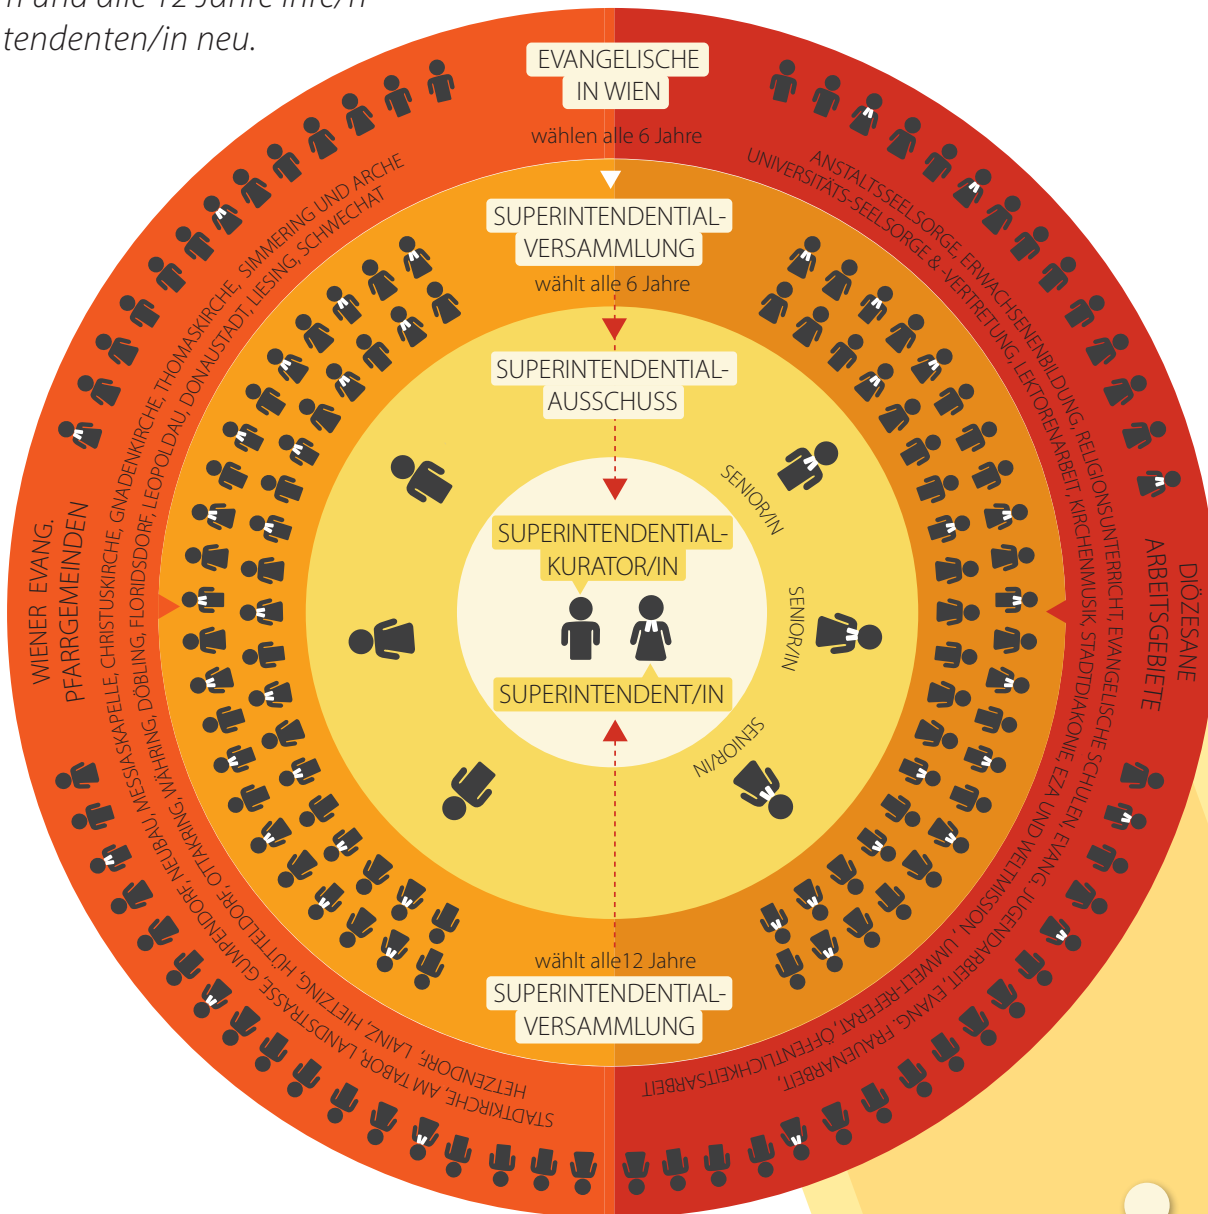 n und alle 12 Jahre ihre/n
tendenten/in neu.
EVANGELISCHE
IN WIEN
wählen alle 6 Jahre
SUPERINTENDENTIAL-
VERSAMMLUNG
wählt alle 6 Jahre
SUPERINTENDENTIAL-
AUSSCHUSS
SUPERINTENDENTIAL-
KURATOR/IN
SUPERINTENDENT/IN
SENIOR/IN
SENIOR/IN
SENIOR/IN
wählt alle12 Jahre
SUPERINTENDENTIAL-
VERSAMMLUNG
WIENER EVANG.
PFARRGEMEINDEN
STADTKIRCHE, AM TABOR, LANDSTRASSE, GUMPENDORF, NEUBAU, MESSIASKAPELLE, CHRISTUSKIRCHE, GNADENKIRCHE, THOMASKIRCHE, SIMMERING UND ARCHE
HETZENDORF, LAINZ, HIETZING, HÜTTELDORF, OTTAKRING, WÄHRING, DÖBLING, FLORIDSDORF, LEOPOLDAU, DONAUSTADT, LIESING, SCHWECHAT
DIÖZESANE
ARBEITSGEBIETE
ANSTALTSSEELSORGE, ERWACHSENENBILDUNG, RELIGIONSUNTERRICHT, EVANGELISCHE SCHULEN, EVANG. JUGENDARBEIT, EVANG. FRAUENARBEIT,
UNIVERSITÄTS-SEELSORGE & -VERTRETUNG, LEKTORENARBEIT, KIRCHENMUSIK, STADTDIAKONIE, EZA UND WELTMISSION, UMWELT-REFERAT, ÖFFENTLICHKEITSARBEIT